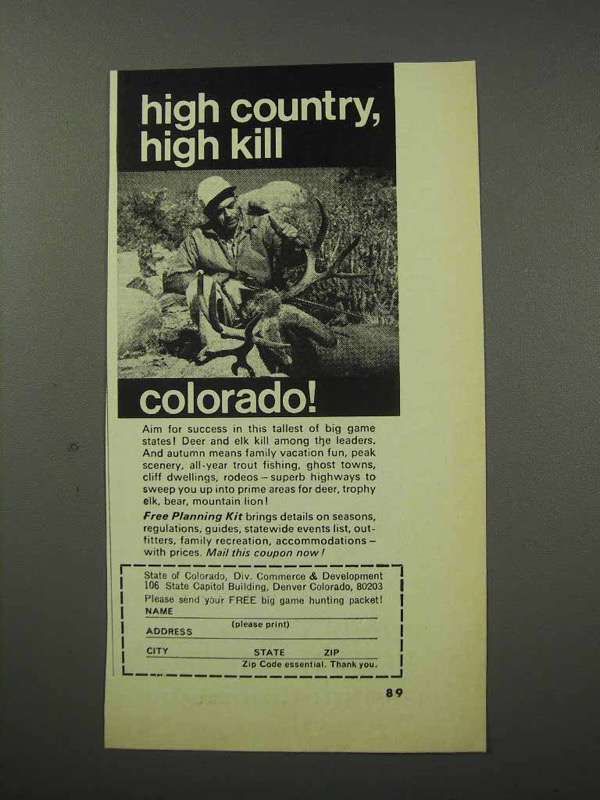 high country,
high kill
colorado!
Aim for success in this tallest of big game
states! Deer and elk kill among the leaders.
And autumn means family vacation fun, peak
scenery, all-year trout fishing, ghost towns,
cliff dwellings, rodeos – superb highways to
sweep you up into prime areas for deer, trophy
elk, bear, mountain lion!
Free Planning Kit brings details on seasons,
regulations, guides, statewide events list, out-
fitters, family recreation, accommodations –
with prices. Mail this coupon now!
State of Colorado, Div. Commerce & Development
106 State Capitol Building, Denver Colorado, 80203
Please send your FREE big game hunting packet!
NAME
(please print)
ADDRESS
CITY STATE ZIP
Zip Code essential. Thank you.
89